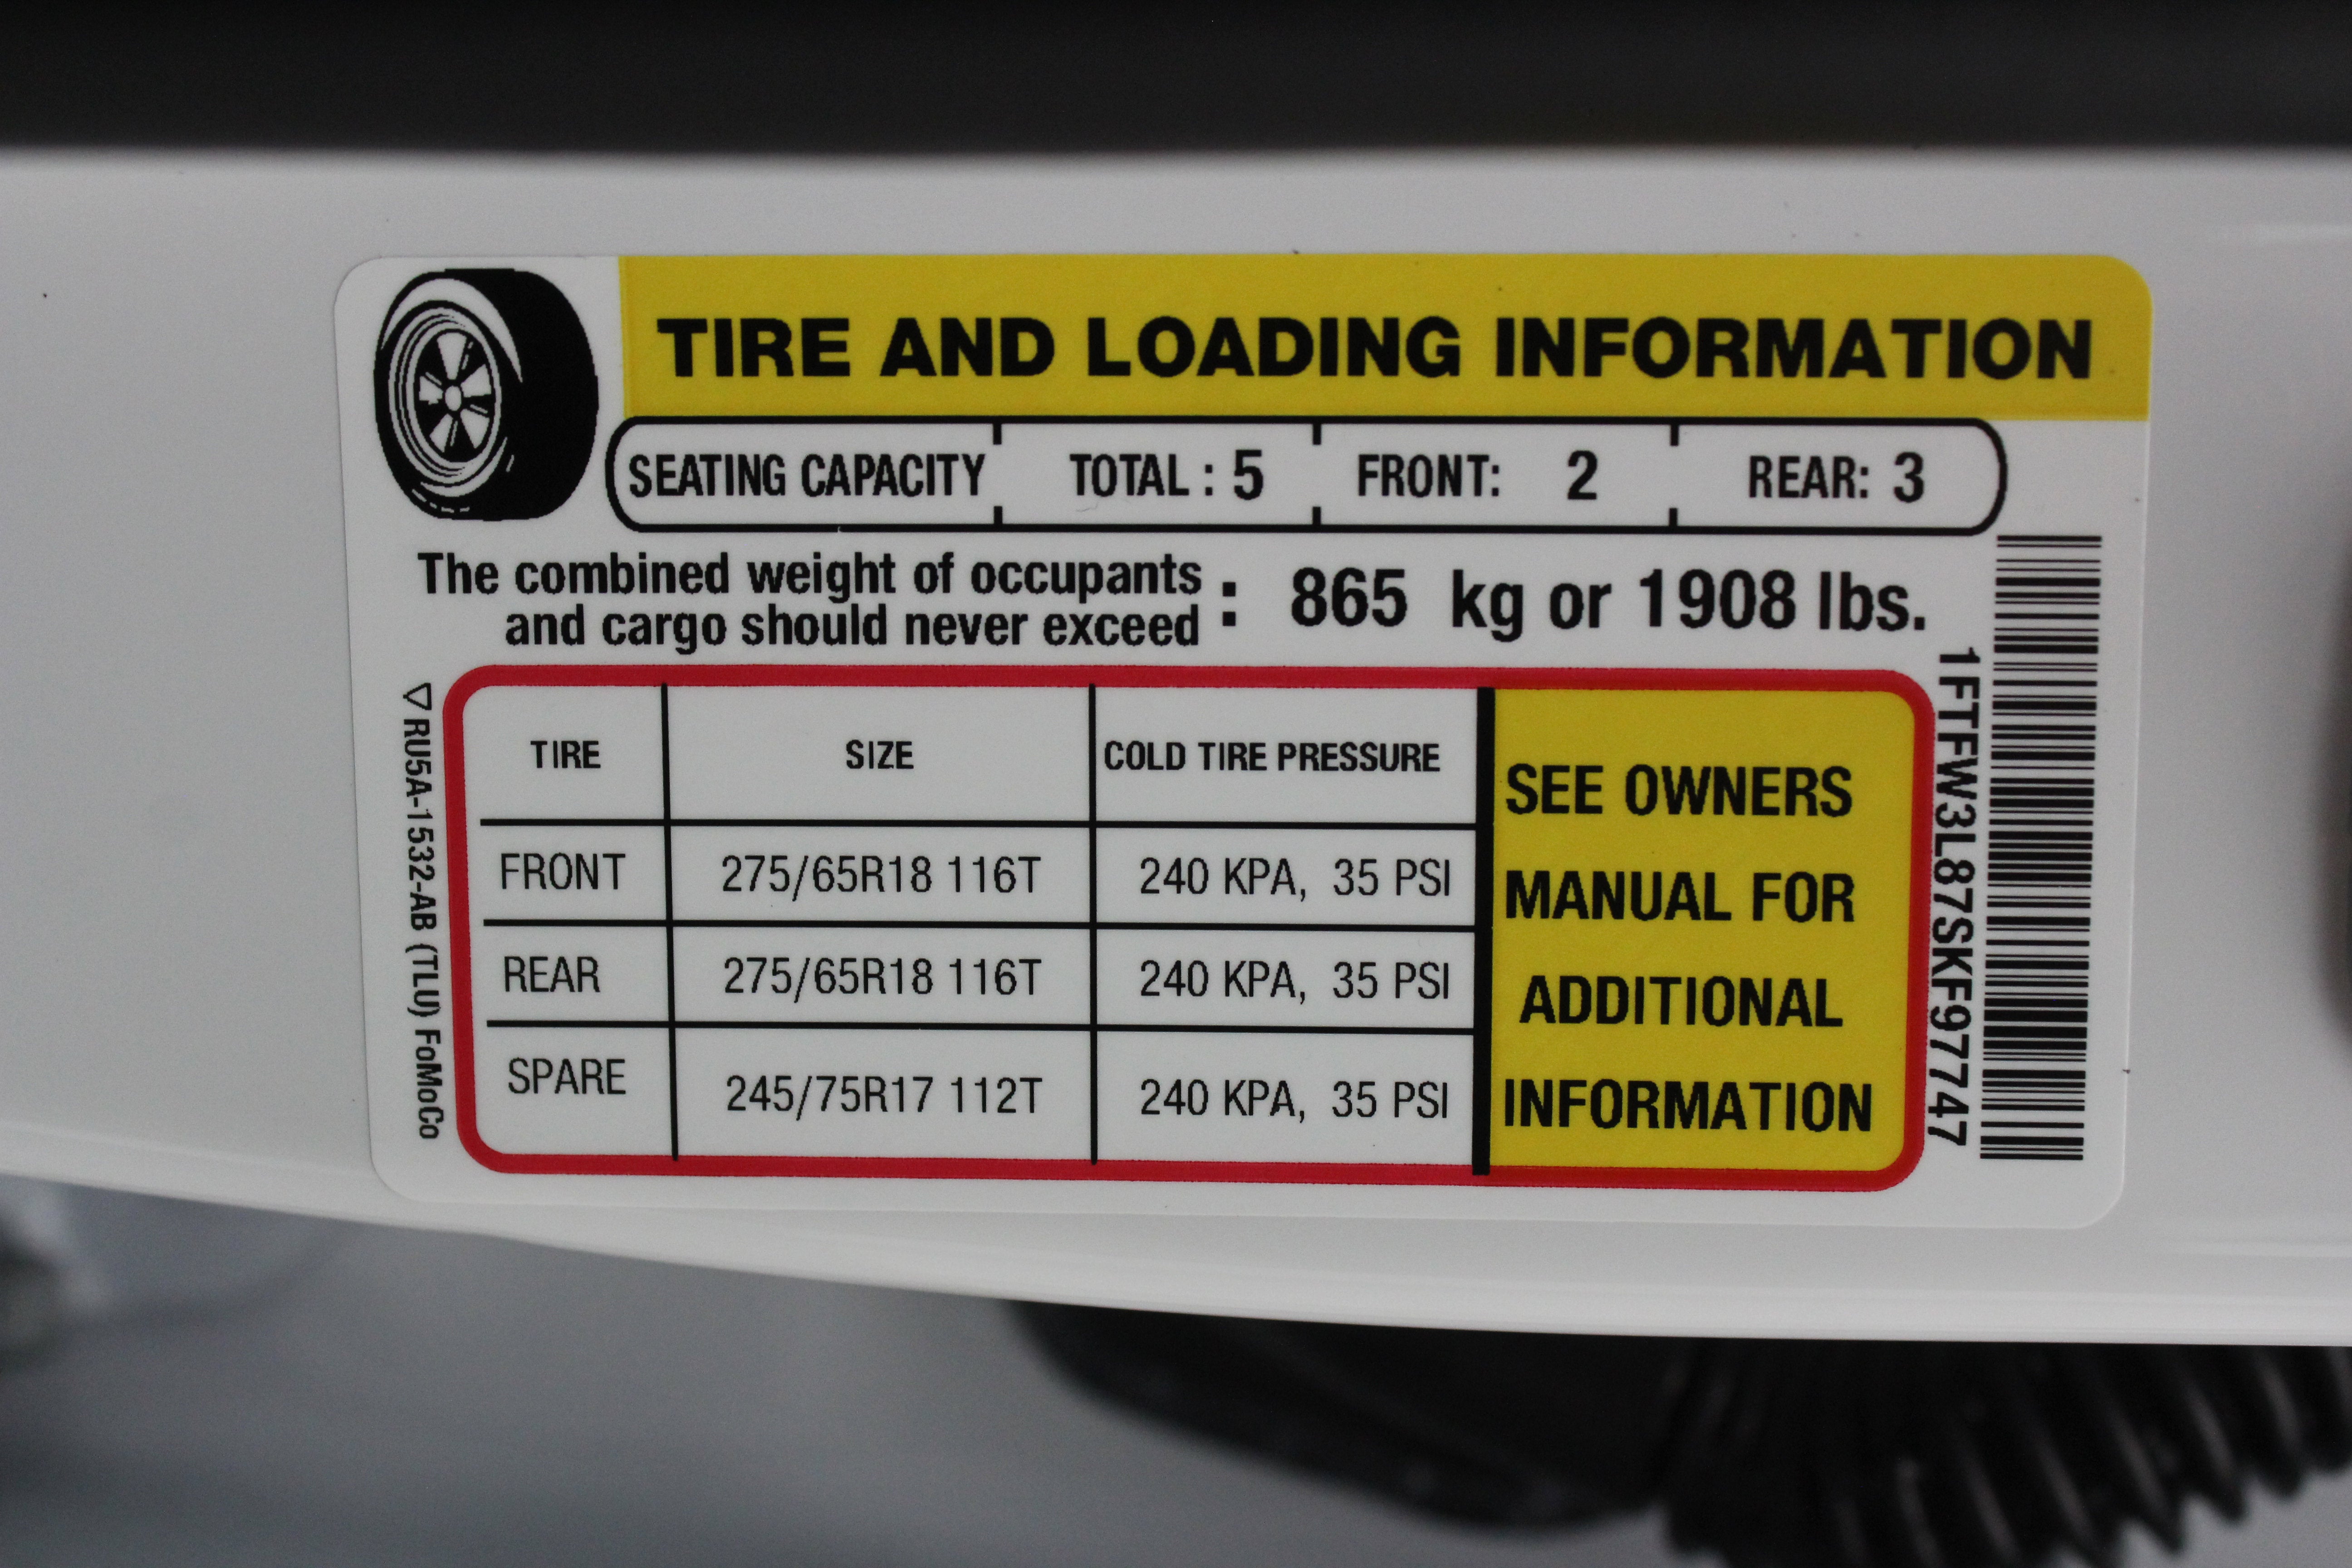 TIRE AND LOADING INFORMATION
SEATING CAPACITY TOTAL : 5 FRONT: 2 REAR: 3
The combined weight of occupants
and cargo should never exceed : 865 kg or 1908 lbs.
TIRE SIZE COLD TIRE PRESSURE
FRONT 275/65R18 116T 240 KPA, 35 PSI
REAR 275/65R18 116T 240 KPA, 35 PSI
SPARE 245/75R17 112T 240 KPA, 35 PSI
SEE OWNERS
MANUAL FOR
ADDITIONAL
INFORMATION
▽RU5A-1532-AB (TLU) FoMoCo
1FTFW3L87SKF97747